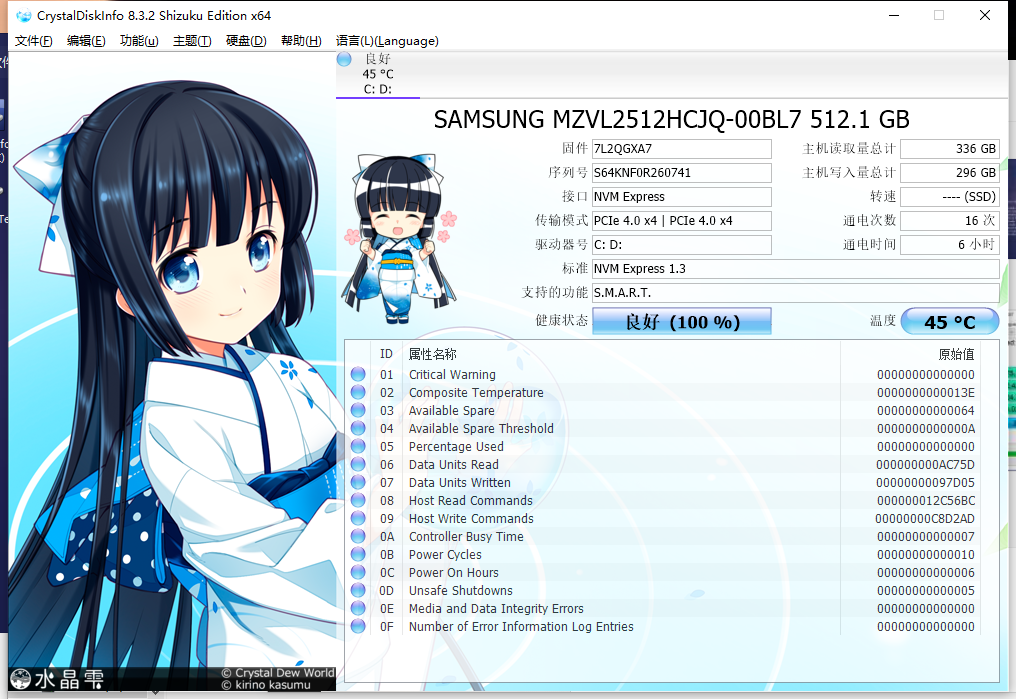 CrystalDiskInfo 8.3.2 Shizuku Edition x64
文件(F) 编辑(E) 功能(u) 主题(T) 硬盘(D) 帮助(H) 语言(L)(Language)
良好
45 °C
C: D:
SAMSUNG MZVL2512HCJQ-00BL7 512.1 GB
固件 7L2QGXA7 主机读取量总计 336 GB
序列号 S64KNF0R260741 主机写入量总计 296 GB
接口 NVM Express 转速 ---- (SSD)
传输模式 PCIe 4.0 x4 | PCIe 4.0 x4 通电次数 16 次
驱动器号 C: D: 通电时间 6 小时
标准 NVM Express 1.3
支持的功能 S.M.A.R.T.
健康状态 良好 (100 %) 温度 45 °C
ID 属性名称 原始值
01 Critical Warning 00000000000000
02 Composite Temperature 0000000000013E
03 Available Spare 00000000000064
04 Available Spare Threshold 0000000000000A
05 Percentage Used 00000000000000
06 Data Units Read 000000000AC75D
07 Data Units Written 00000000097D05
08 Host Read Commands 000000012C56BC
09 Host Write Commands 00000000C8D2AD
0A Controller Busy Time 00000000000007
0B Power Cycles 00000000000010
0C Power On Hours 00000000000006
0D Unsafe Shutdowns 00000000000005
0E Media and Data Integrity Errors 00000000000000
0F Number of Error Information Log Entries 00000000000000
水晶雫
© Crystal Dew World
© kirino kasumu